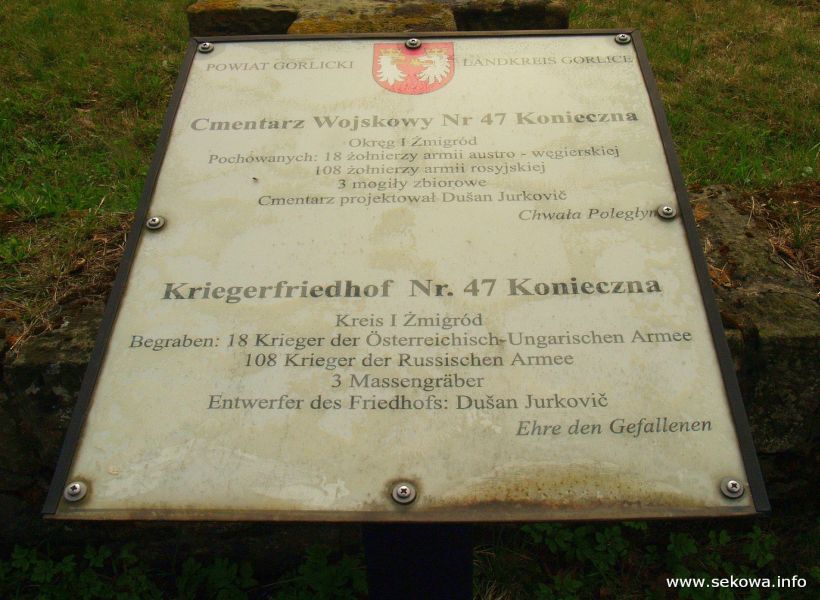 POWIAT GORLICKI LANDKREIS GORLICE
Cmentarz Wojskowy Nr 47 Konieczna
Okręg I Żmigród
Pochowanych: 18 żołnierzy armii austro - węgierskiej
108 żołnierzy armii rosyjskiej
3 mogiły zbiorowe
Cmentarz projektował Dušan Jurkovič
Chwała Poległym
Kriegerfriedhof Nr. 47 Konieczna
Kreis I Żmigród
Begraben: 18 Krieger der Österreichisch-Ungarischen Armee
108 Krieger der Russischen Armee
3 Massengräber
Entwerfer des Friedhofs: Dušan Jurkovič
Ehre den Gefallenen
www.sekowa.info